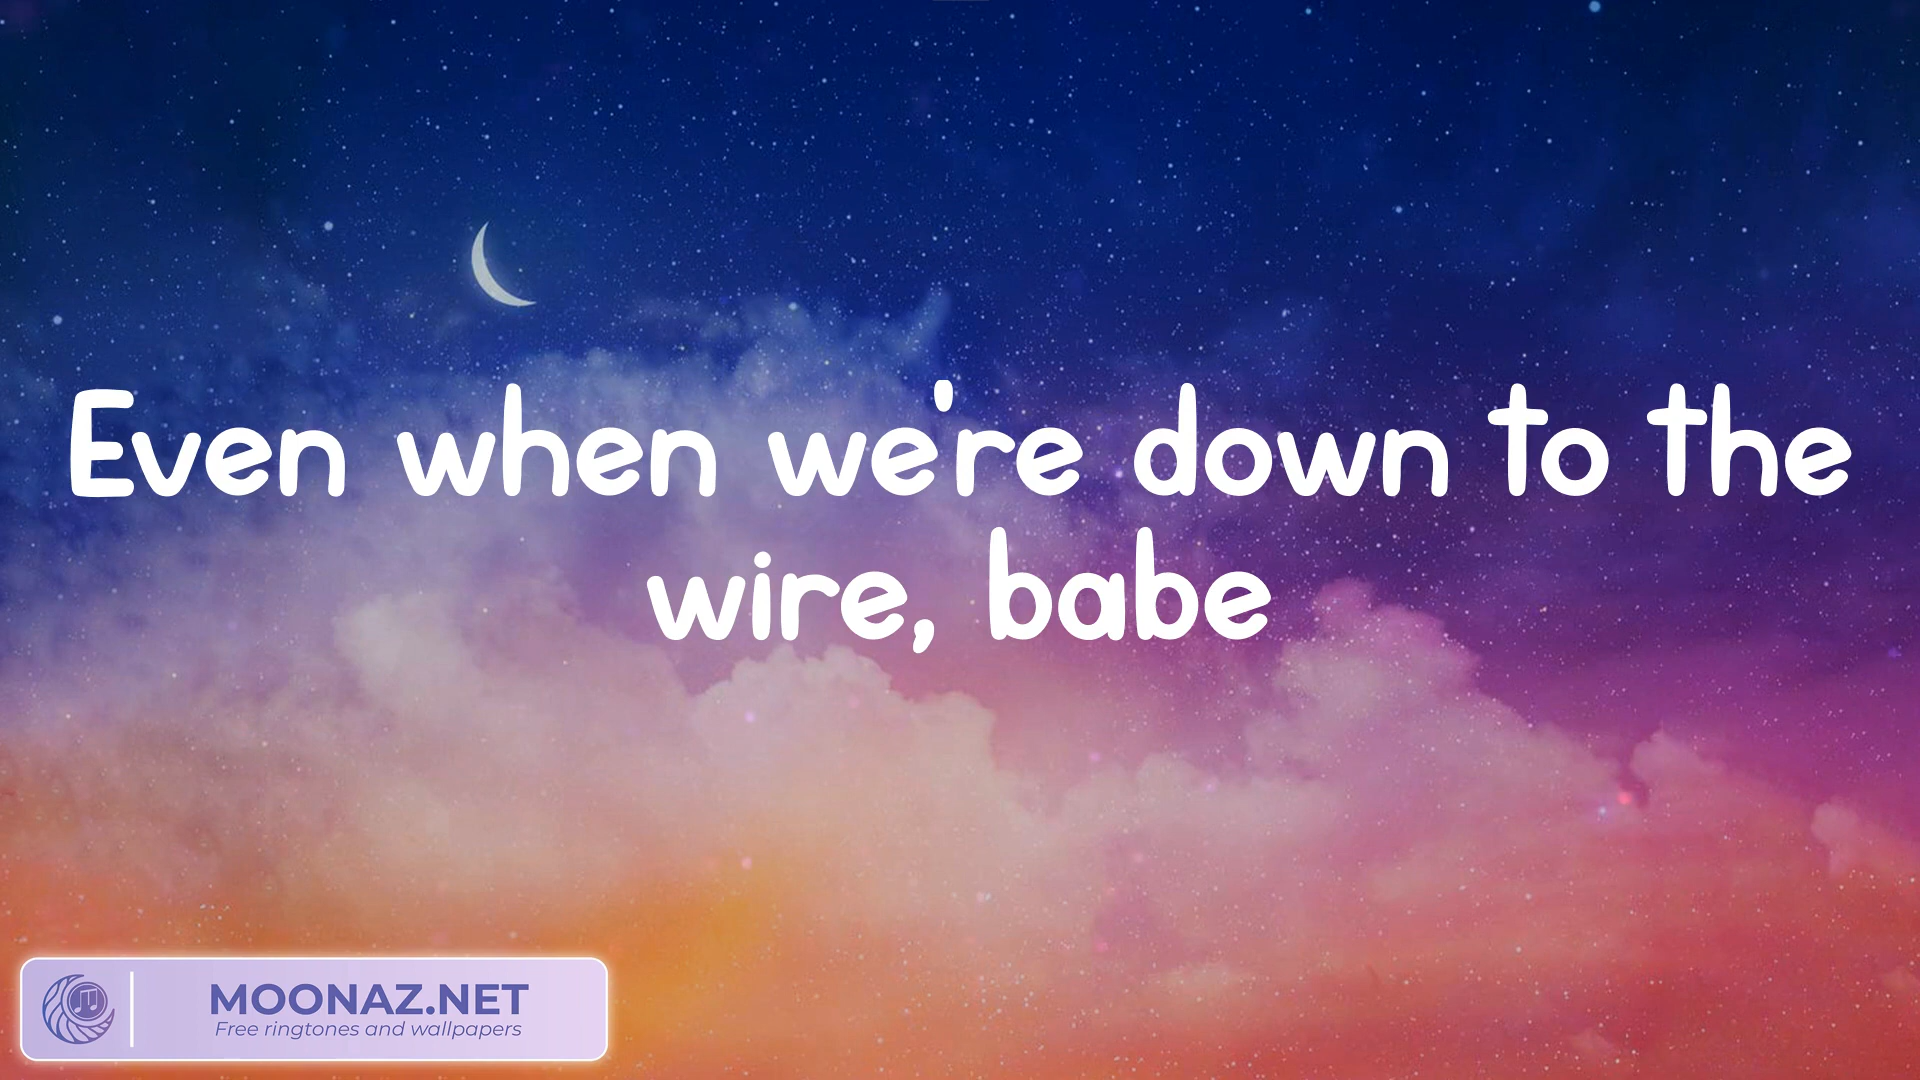 Even when we're down to the
wire, babe
MOONAZ.NET
Free ringtones and wallpapers